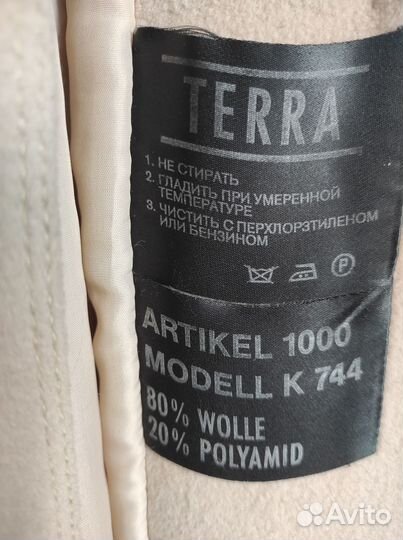 TERRA
1. НЕ СТИРАТЬ
2. ГЛАДИТЬ ПРИ УМЕРЕННОЙ
ТЕМПЕРАТУРЕ
3. ЧИСТИТЬ С ПЕРХЛОРЭТИЛЕНОМ
ИЛИ БЕНЗИНОМ
P
ARTIKEL 1000
MODELL K 744
80% WOLLE
20% POLYAMID
Avito